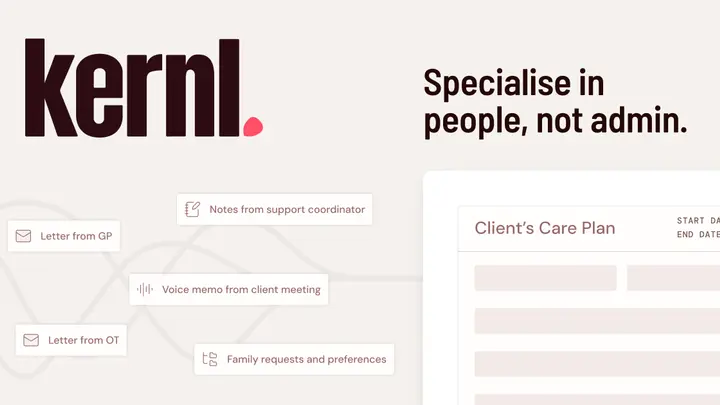 kernl.
Specialise in
people, not admin.
Notes from support coordinator
Letter from GP
Voice memo from client meeting
Letter from OT
Family requests and preferences
Client’s Care Plan
START DA
END DATE